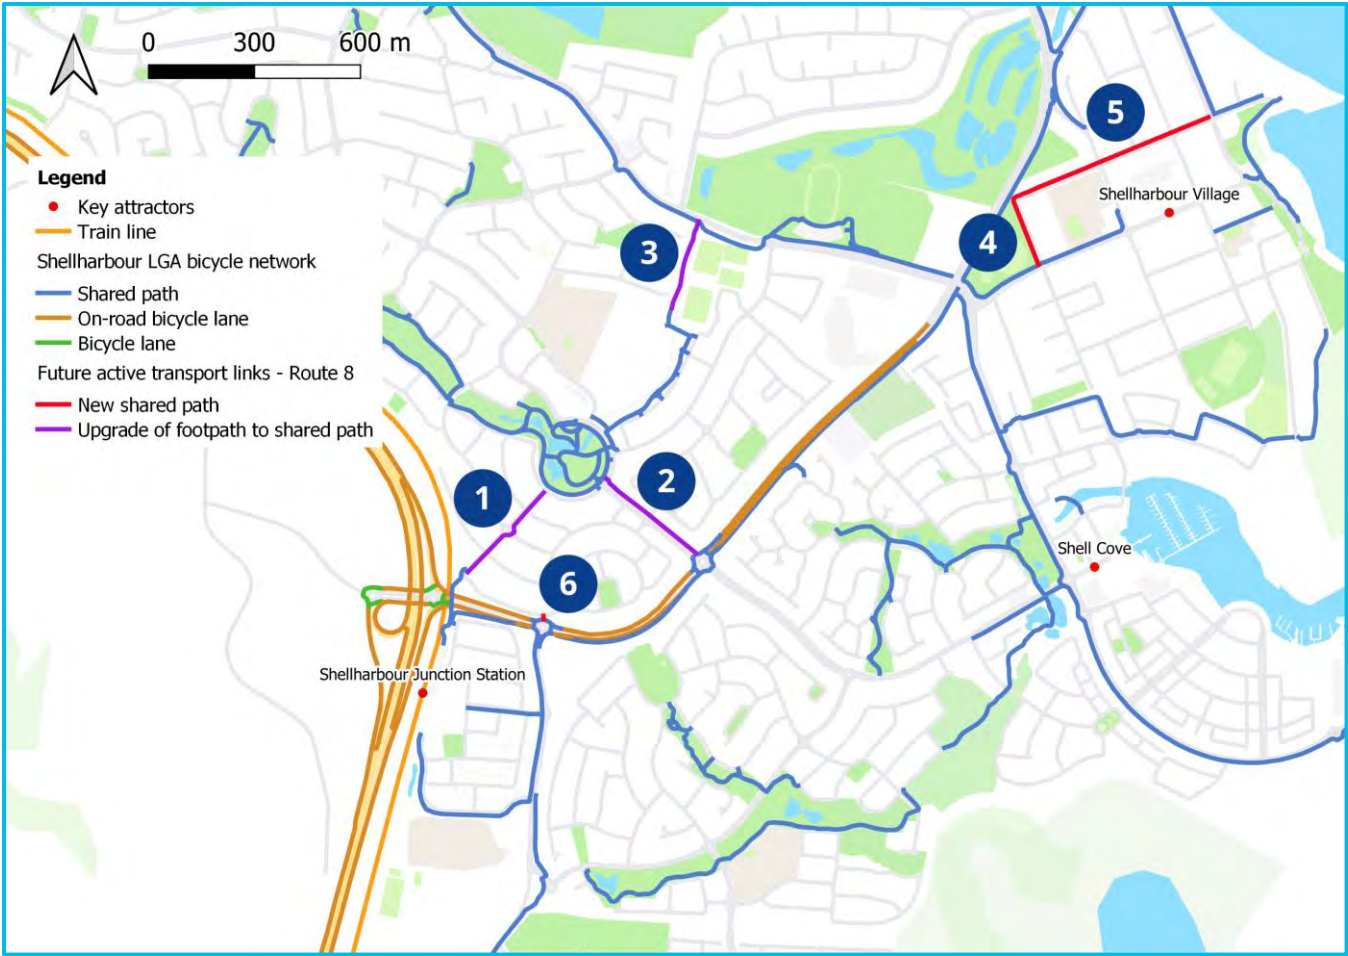 0 300 600 m
Legend
Key attractors
Train line
Shellharbour LGA bicycle network
Shared path
On-road bicycle lane
Bicycle lane
Future active transport links - Route 8
New shared path
Upgrade of footpath to shared path
5
Shellharbour Village
4
3
1
2
Shell Cove
6
Shellharbour Junction Station